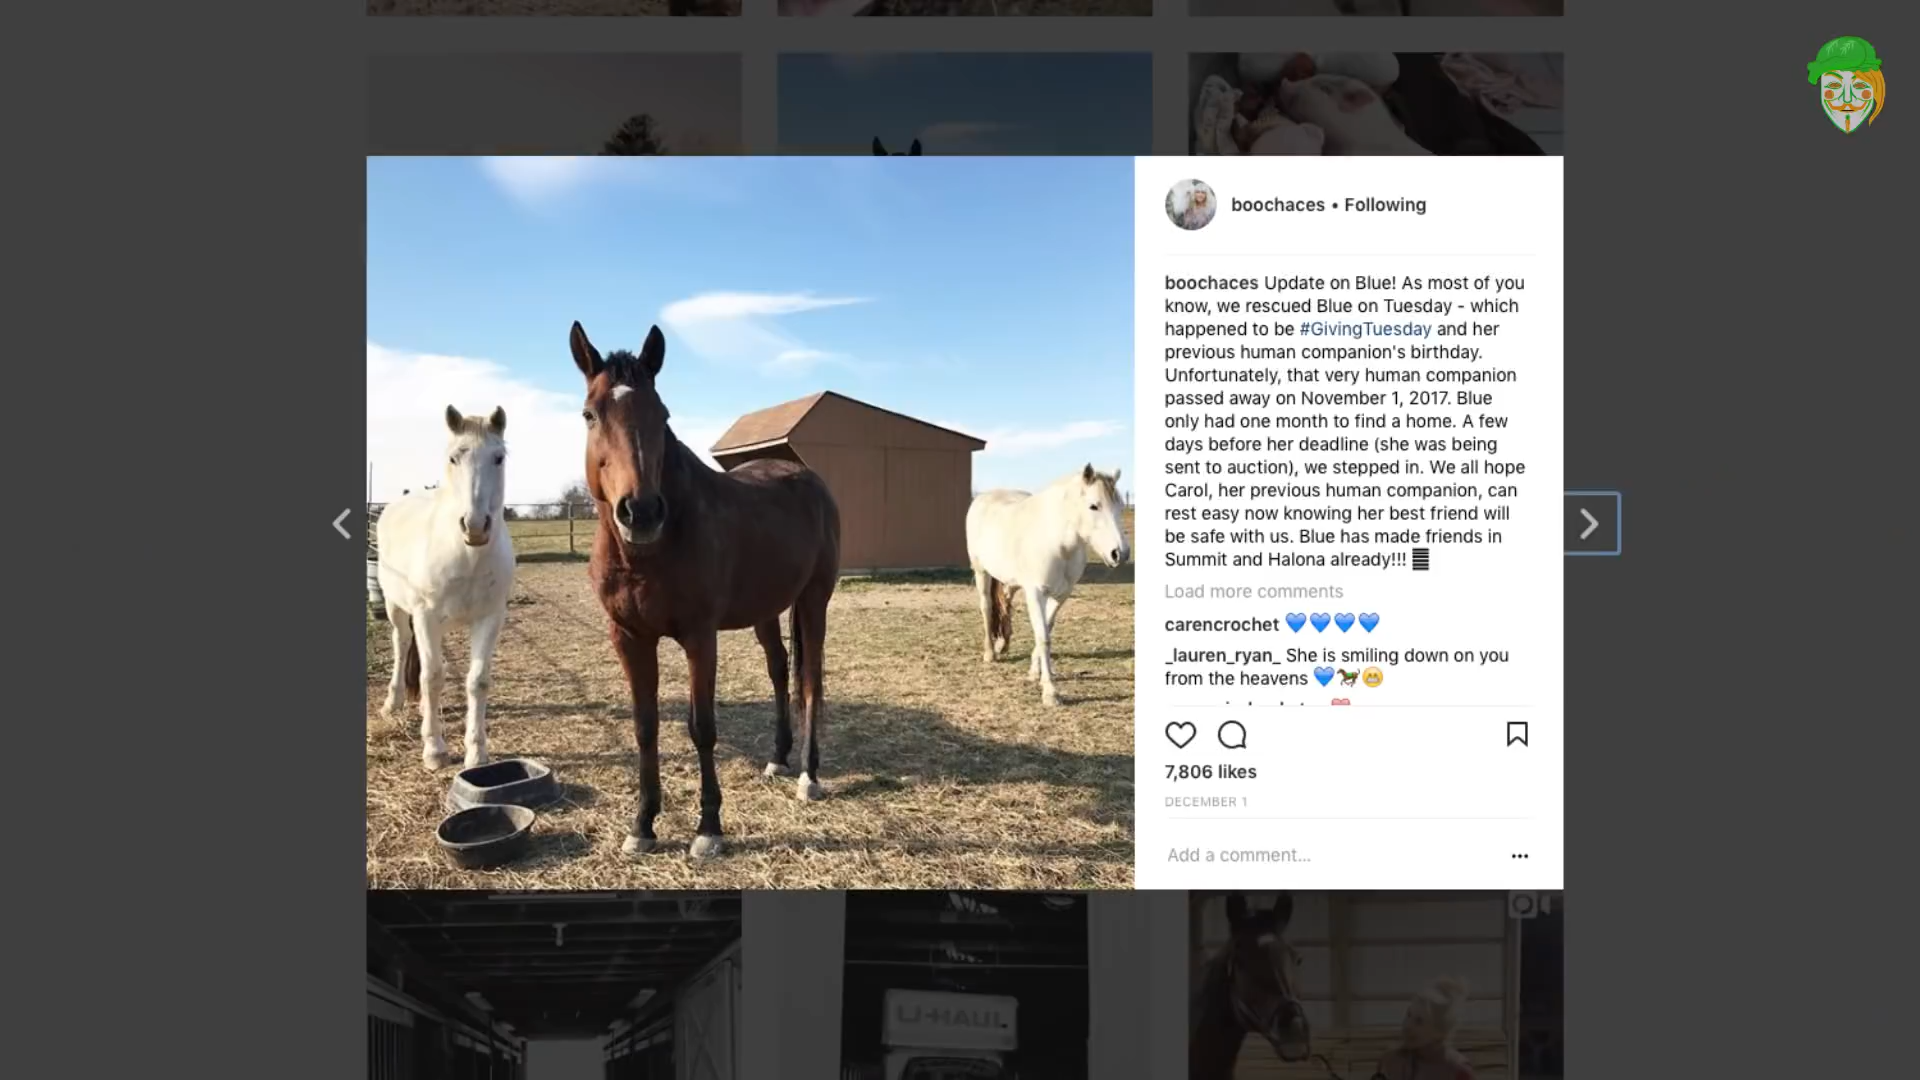 boochaces • Following
boochaces Update on Blue! As most of you
know, we rescued Blue on Tuesday - which
happened to be #GivingTuesday and her
previous human companion's birthday.
Unfortunately, that very human companion
passed away on November 1, 2017. Blue
only had one month to find a home. A few
days before her deadline (she was being
sent to auction), we stepped in. We all hope
Carol, her previous human companion, can
rest easy now knowing her best friend will
be safe with us. Blue has made friends in
Summit and Halona already!!!
Load more comments
carencrochet 💙💙💙💙
_lauren_ryan_ She is smiling down on you
from the heavens 💙🐎😁
7,806 likes
DECEMBER 1
Add a comment...
U-HAUL